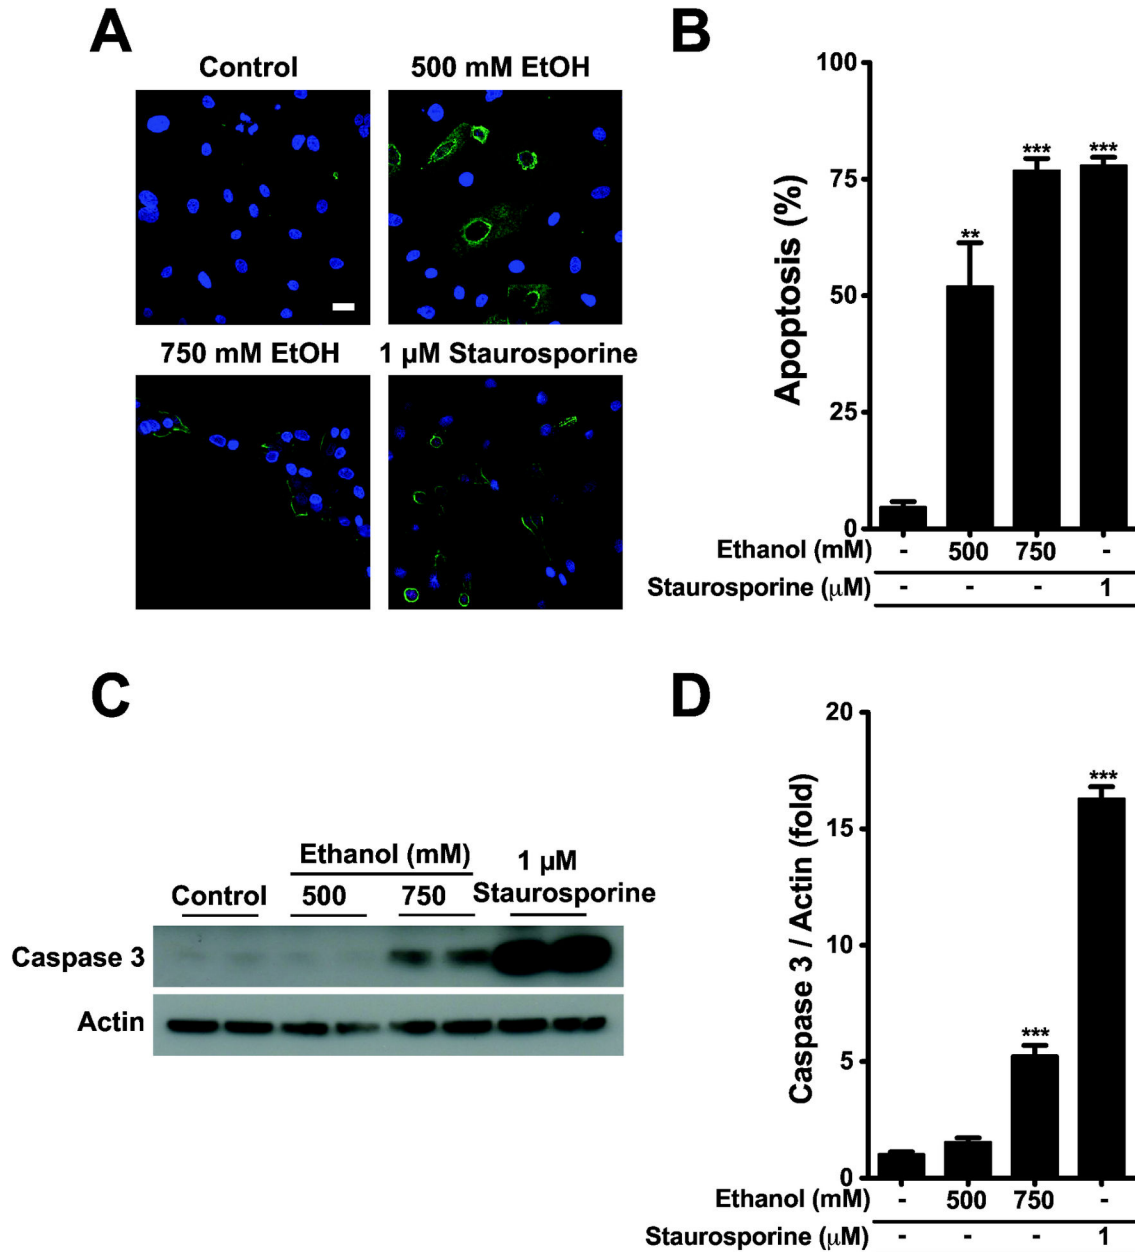 A
Control
500 mM EtOH
750 mM EtOH
1 µM Staurosporine
B
100
75
50
25
0
Apoptosis (%)
**
***
***
Ethanol (mM) - 500 750 -
Staurosporine (µM) - - - 1
C
Ethanol (mM)
1 µM
Control 500 750 Staurosporine
Caspase 3
Actin
D
20
15
10
5
0
Caspase 3 / Actin (fold)
***
***
Ethanol (mM) - 500 750 -
Staurosporine (µM) - - - 1